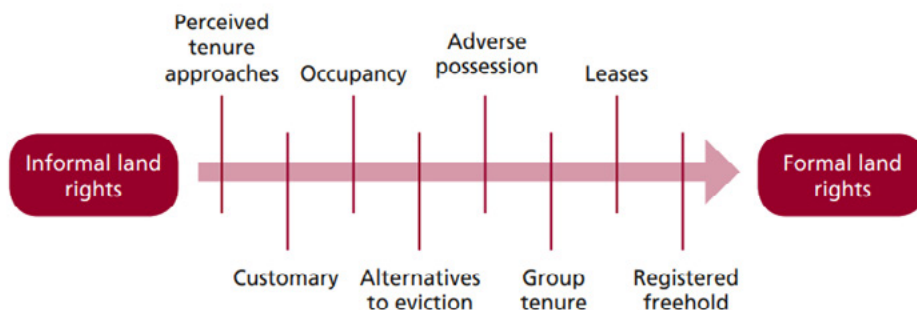 Perceived
tenure
approaches
Occupancy
Adverse
possession
Leases
Informal land
rights
Formal land
rights
Customary
Alternatives
to eviction
Group
tenure
Registered
freehold